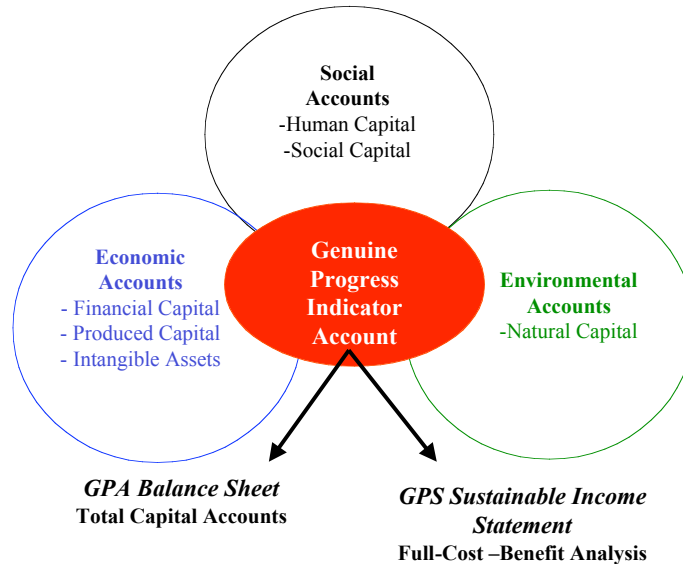 Social
Accounts
-Human Capital
-Social Capital
Economic
Accounts
- Financial Capital
- Produced Capital
- Intangible Assets
Genuine
Progress
Indicator
Account
Environmental
Accounts
-Natural Capital
GPA Balance Sheet
Total Capital Accounts
GPS Sustainable Income
Statement
Full-Cost –Benefit Analysis